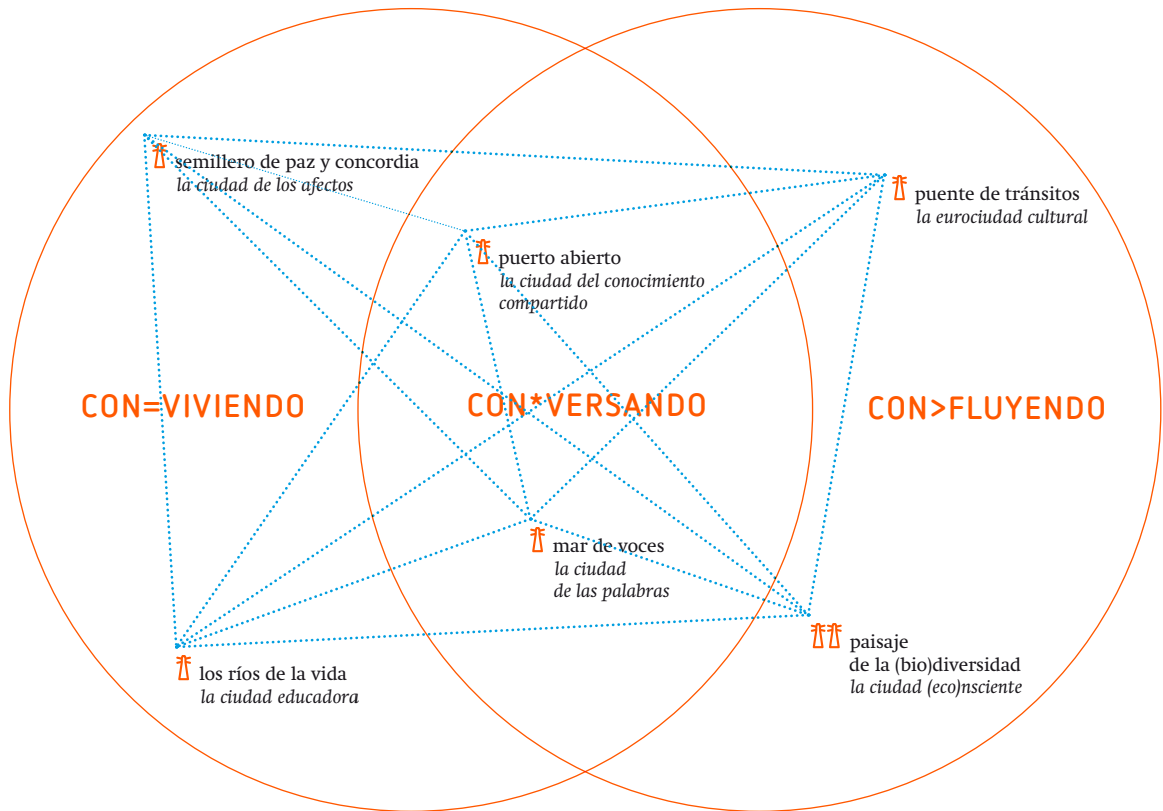 semillero de paz y concordia
la ciudad de los afectos
puente de tránsitos
la eurociudad cultural
puerto abierto
la ciudad del conocimiento
compartido
CON=VIVIENDO
CON*VERSANDO
CON>FLUYENDO
mar de voces
la ciudad
de las palabras
los ríos de la vida
la ciudad educadora
paisaje
de la (bio)diversidad
la ciudad (eco)nsciente